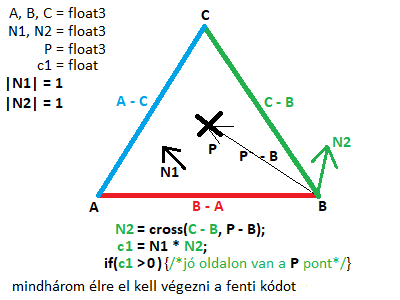 A, B, C = float3
N1, N2 = float3
P = float3
c1 = float
|N1| = 1
|N2| = 1
C
A - C
C - B
P
N1
P - B
N2
A
B - A
B
N2 = cross(C - B, P - B);
c1 = N1 * N2;
if(c1 >0){/*jó oldalon van a P pont*/}
mindhárom élre el kell végezni a fenti kódot